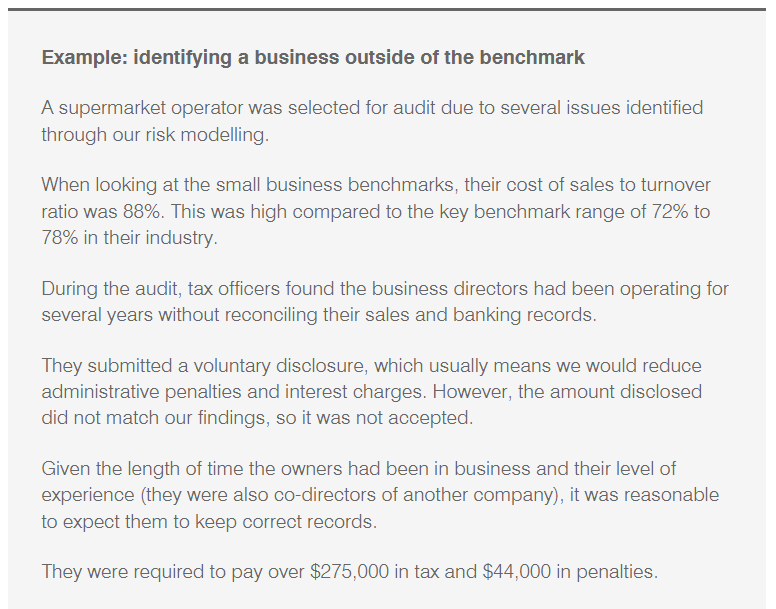 Example: identifying a business outside of the benchmark
A supermarket operator was selected for audit due to several issues identified
through our risk modelling.
When looking at the small business benchmarks, their cost of sales to turnover
ratio was 88%. This was high compared to the key benchmark range of 72% to
78% in their industry.
During the audit, tax officers found the business directors had been operating for
several years without reconciling their sales and banking records.
They submitted a voluntary disclosure, which usually means we would reduce
administrative penalties and interest charges. However, the amount disclosed
did not match our findings, so it was not accepted.
Given the length of time the owners had been in business and their level of
experience (they were also co-directors of another company), it was reasonable
to expect them to keep correct records.
They were required to pay over $275,000 in tax and $44,000 in penalties.